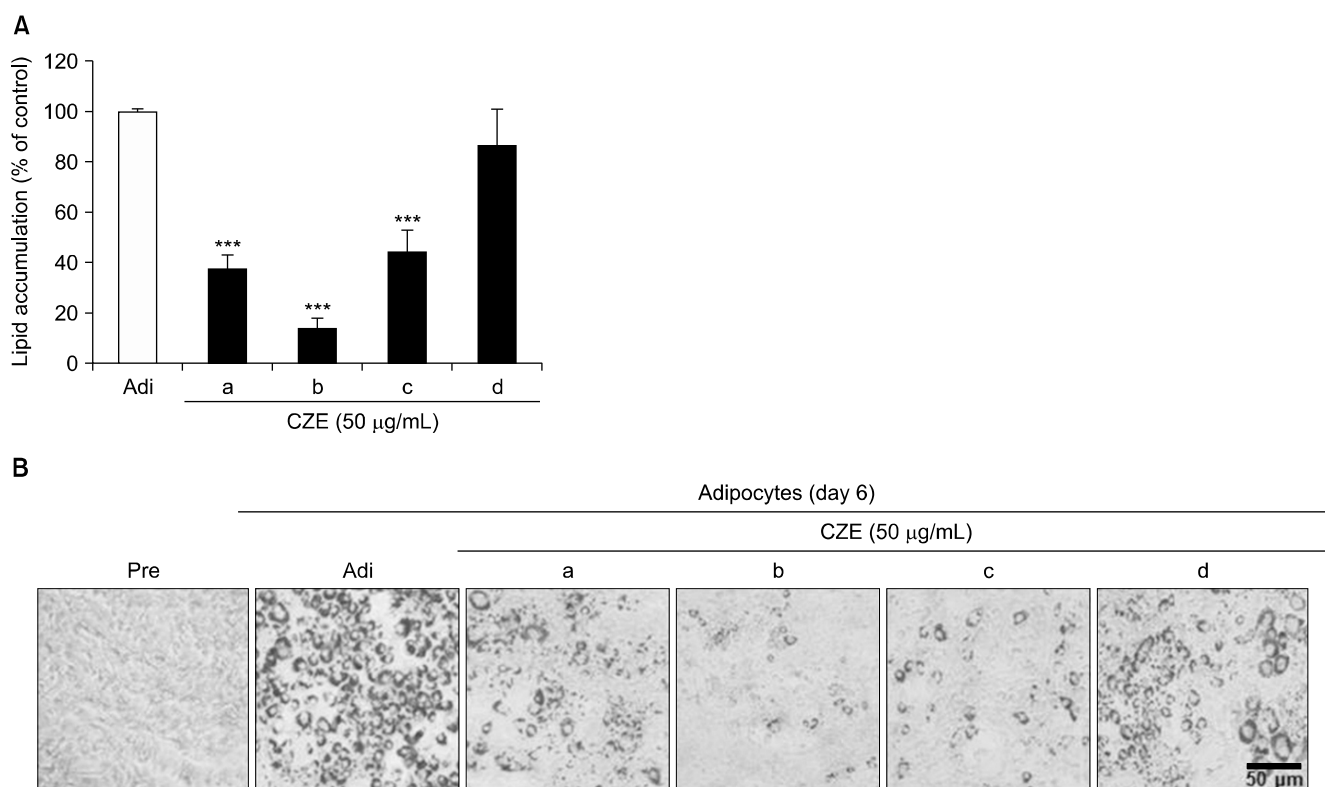 A
Lipid accumulation (% of control)
120
100
80
60
40
20
0
***
***
***
Adi a b c d
CZE (50 μg/mL)
B
Adipocytes (day 6)
CZE (50 μg/mL)
Pre Adi a b c d
50 μm